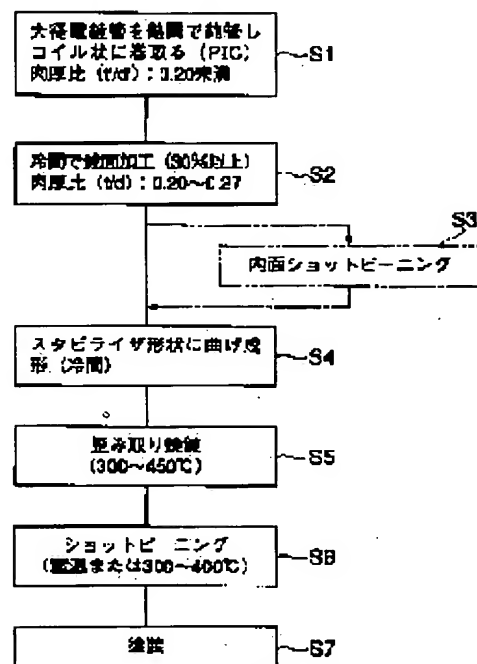 大径電縫管を熱間で縮管し
コイル状に巻取る (PIC)
肉厚比 (t/d) : 0.20未満
S1
冷間で縮面加工 (30%以上)
肉厚比 (t/d) : 0.20〜0.27
S2
S3
内面ショットピーニング
スタビライザ形状に曲げ成
形 (冷間)
S4
歪み取り焼鈍
(300〜450℃)
S5
ショットピーニング
(室温または300〜400℃)
S6
塗装
S7